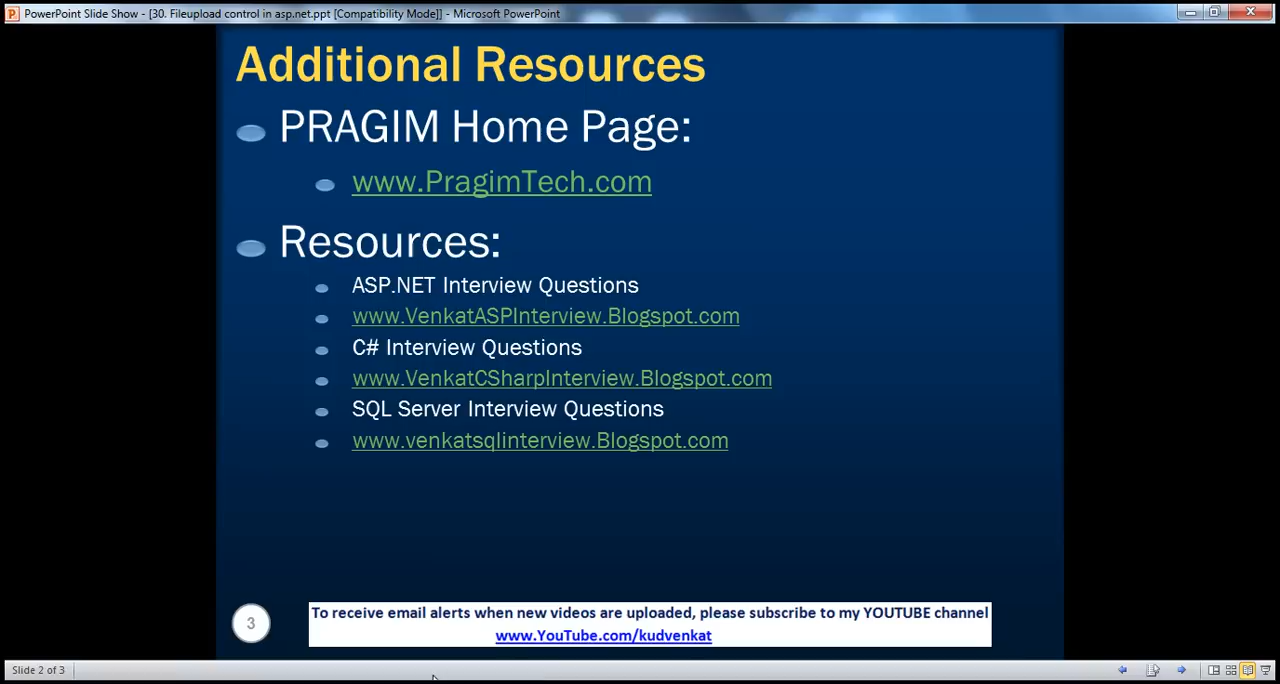 PowerPoint Slide Show - [30. Fileupload control in asp.net.ppt [Compatibility Mode]] - Microsoft PowerPoint
Additional Resources
PRAGIM Home Page:
www.PragimTech.com
Resources:
ASP.NET Interview Questions
www.VenkatASPInterview.Blogspot.com
C# Interview Questions
www.VenkatCSharpInterview.Blogspot.com
SQL Server Interview Questions
www.venkatsqlinterview.Blogspot.com
3
To receive email alerts when new videos are uploaded, please subscribe to my YOUTUBE channel
www.YouTube.com/kudvenkat
Slide 2 of 3